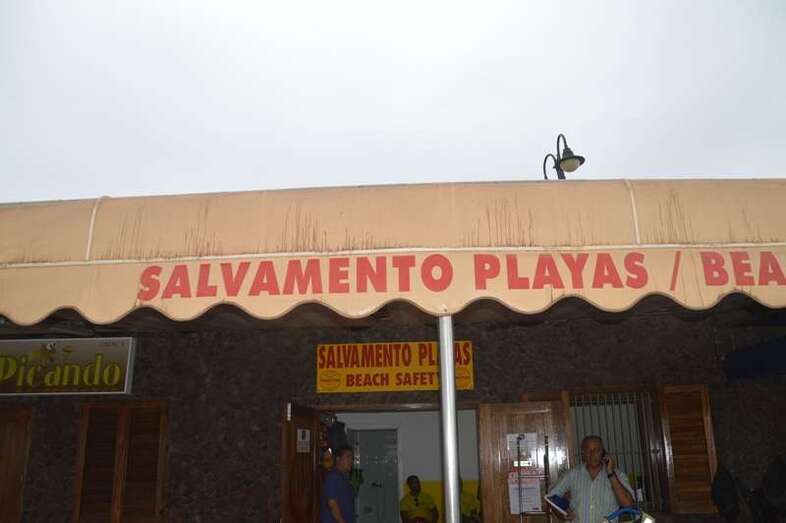 SALVAMENTO PLAYAS / BEA
Picando
SALVAMENTO PLAYAS
BEACH SAFETY